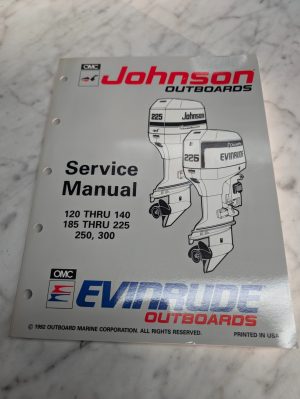 OMC
Johnson
OUTBOARDS
225
225
EVINRUDE
Service
Manual
120 THRU 140
185 THRU 225
250, 300
OMC
EVINRUDE
OUTBOARDS
© 1992 OUTBOARD MARINE CORPORATION. ALL RIGHTS RESERVED.
PRINTED IN USA